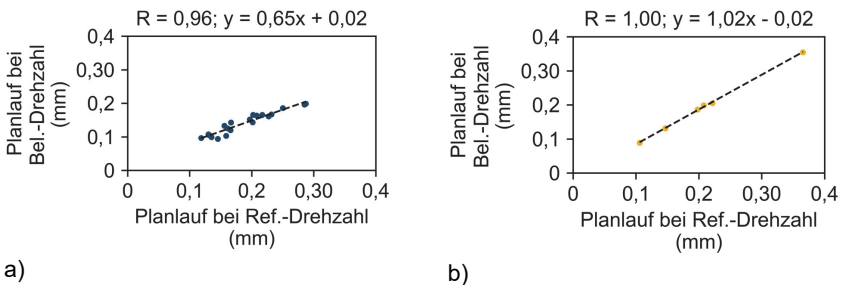 R = 0,96; y = 0,65x + 0,02
0,4
0,30
0,2
0,1
0
0
0,1
0,2
0,30
0,4
Planlauf bei
Bel.-Drehzahl
(mm)
Planlauf bei Ref.-Drehzahl
(mm)
a)
R = 1,00; y = 1,02x - 0,02
0,4
0,30
0,2
0,1
0
0
0,1
0,2
0,30
0,4
Planlauf bei
Bel.-Drehzahl
(mm)
Planlauf bei Ref.-Drehzahl
(mm)
b)